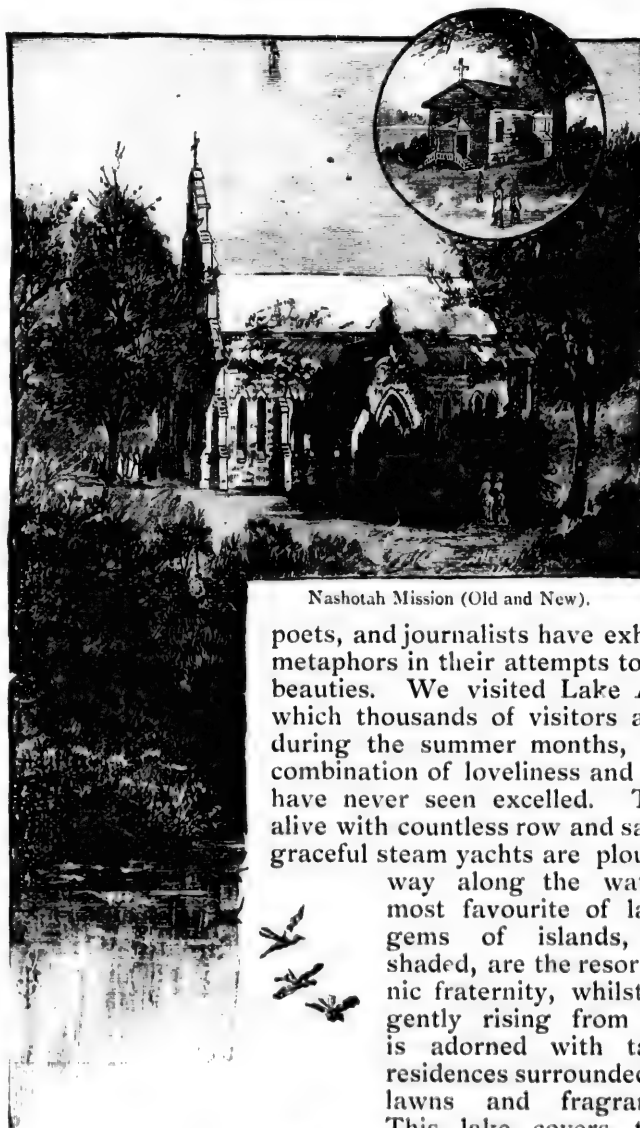 Nashotah Mission (Old and New).
poets, and journalists have exh
metaphors in their attempts to
beauties. We visited Lake
which thousands of visitors a
during the summer months,
combination of loveliness and
have never seen excelled. T
alive with countless row and sa
graceful steam yachts are plou
way along the wa
most favourite of la
gems of islands,
shaded, are the resor
nic fraternity, whilst
gently rising from
is adorned with ta
residences surrounded
lawns and fragran
This lake covers